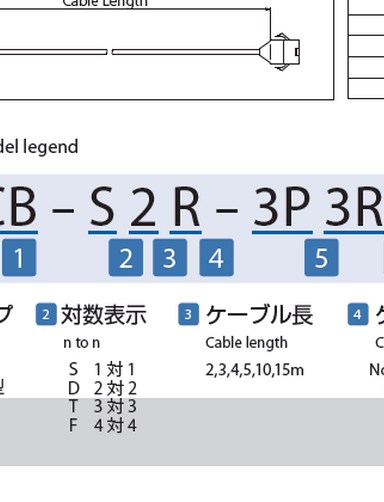 Cable Length
del legend
CB – S 2 R – 3P 3R
1 2 3 4 5
プ 2 対数表示 3 ケーブル長 4 ケ
n to n Cable length C
S 1 対 1 2,3,4,5,10,15m No
型 D 2 対 2
T 3 対 3
F 4 対 4